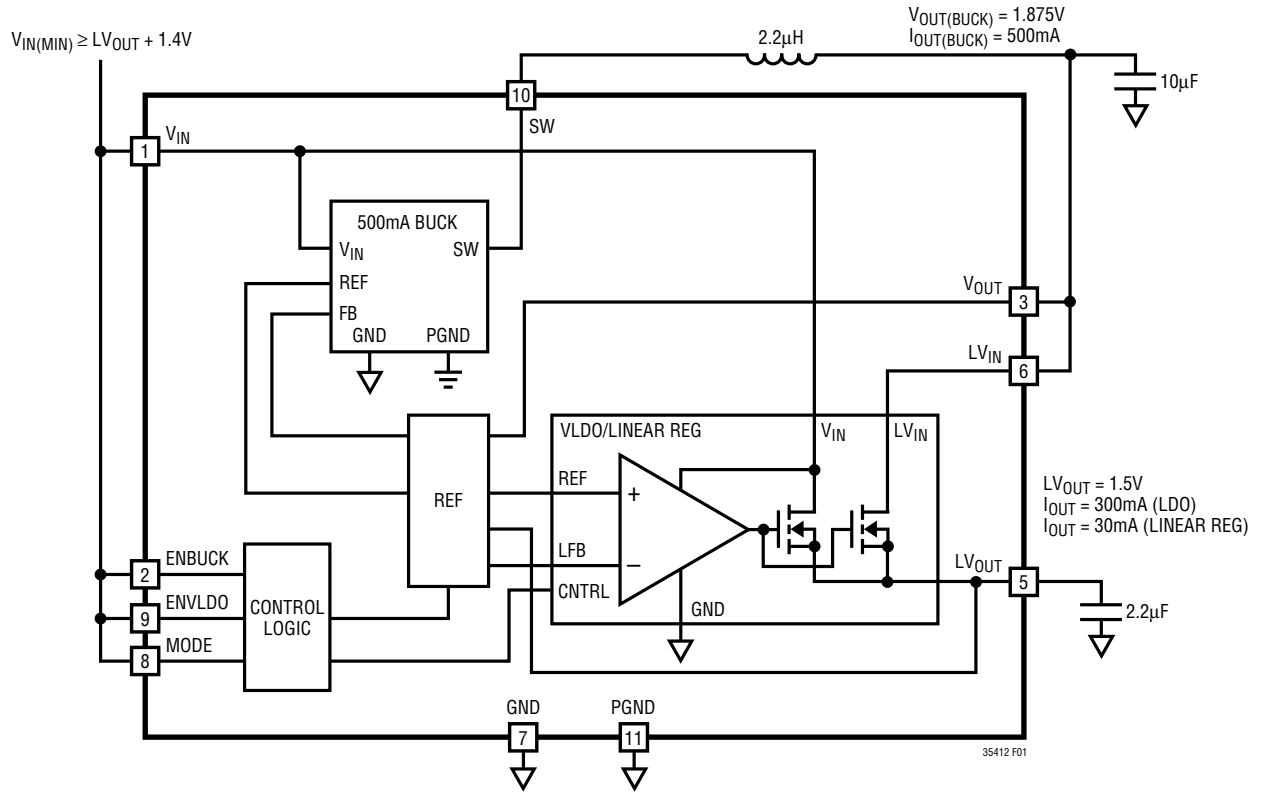 V_IN(MIN) ≥ LV_OUT + 1.4V
V_OUT(BUCK) = 1.875V
I_OUT(BUCK) = 500mA
2.2µH
10µF
10
SW
1
V_IN
500mA BUCK
V_IN
SW
REF
FB
GND
PGND
V_OUT
3
LV_IN
6
VLDO/LINEAR REG
V_IN
LV_IN
REF
REF
+
LFB
–
CNTRL
GND
LV_OUT = 1.5V
I_OUT = 300mA (LDO)
I_OUT = 30mA (LINEAR REG)
LV_OUT
5
2.2µF
2
ENBUCK
9
ENVLDO
8
MODE
CONTROL
LOGIC
GND
7
PGND
11
35412 F01